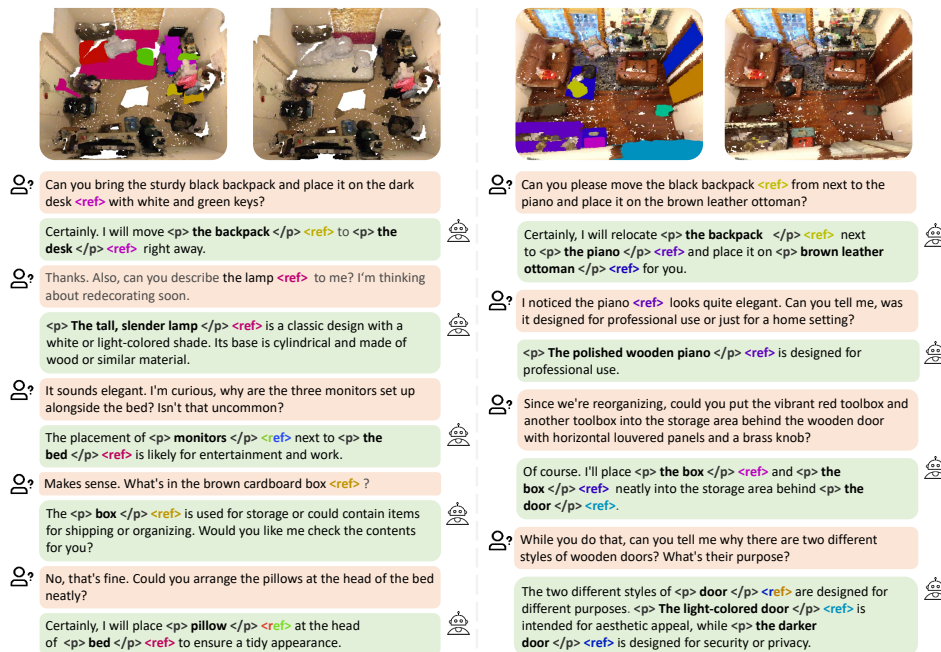 Can you bring the sturdy black backpack and place it on the dark
desk <ref> with white and green keys?
Certainly. I will move <p> the backpack </p> <ref> to <p> the
desk </p> <ref> right away.
Thanks. Also, can you describe the lamp <ref> to me? I'm thinking
about redecorating soon.
<p> The tall, slender lamp </p> <ref> is a classic design with a
white or light-colored shade. Its base is cylindrical and made of
wood or similar material.
It sounds elegant. I'm curious, why are the three monitors set up
alongside the bed? Isn't that uncommon?
The placement of <p> monitors </p> <ref> next to <p> the
bed </p> <ref> is likely for entertainment and work.
Makes sense. What's in the brown cardboard box <ref> ?
The <p> box </p> <ref> is used for storage or could contain items
for shipping or organizing. Would you like me check the contents
for you?
No, that's fine. Could you arrange the pillows at the head of the bed
neatly?
Certainly, I will place <p> pillow </p> <ref> at the head
of <p> bed </p> <ref> to ensure a tidy appearance.
Can you please move the black backpack <ref> from next to the
piano and place it on the brown leather ottoman?
Certainly, I will relocate <p> the backpack </p> <ref> next
to <p> the piano </p> <ref> and place it on <p> brown leather
ottoman </p> <ref> for you.
I noticed the piano <ref> looks quite elegant. Can you tell me, was
it designed for professional use or just for a home setting?
<p> The polished wooden piano </p> <ref> is designed for
professional use.
Since we're reorganizing, could you put the vibrant red toolbox and
another toolbox into the storage area behind the wooden door
with horizontal louvered panels and a brass knob?
Of course. I'll place <p> the box </p> <ref> and <p> the
box </p> <ref> neatly into the storage area behind <p> the
door </p> <ref>.
While you do that, can you tell me why there are two different
styles of wooden doors? What's their purpose?
The two different styles of <p> door </p> <ref> are designed for
different purposes. <p> The light-colored door </p> <ref> is
intended for aesthetic appeal, while <p> the darker
door </p> <ref> is designed for security or privacy.